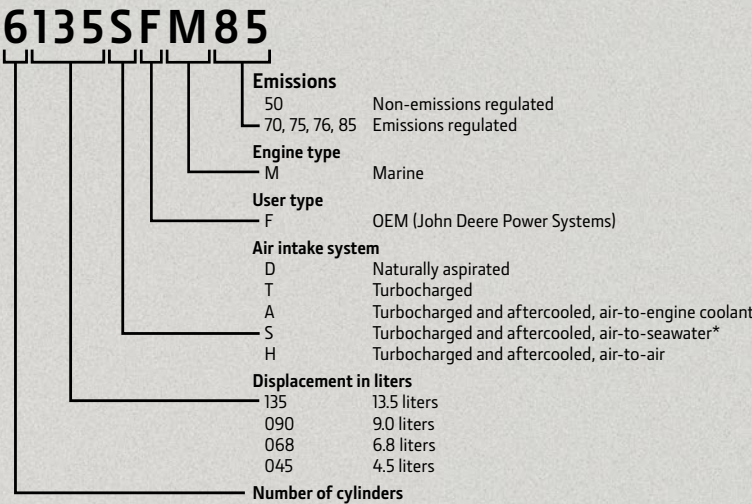 6135SFM85
Emissions
50 Non-emissions regulated
70, 75, 76, 85 Emissions regulated
Engine type
M Marine
User type
F OEM (John Deere Power Systems)
Air intake system
D Naturally aspirated
T Turbocharged
A Turbocharged and aftercooled, air-to-engine coolant
S Turbocharged and aftercooled, air-to-seawater*
H Turbocharged and aftercooled, air-to-air
Displacement in liters
135 13.5 liters
090 9.0 liters
068 6.8 liters
045 4.5 liters
Number of cylinders